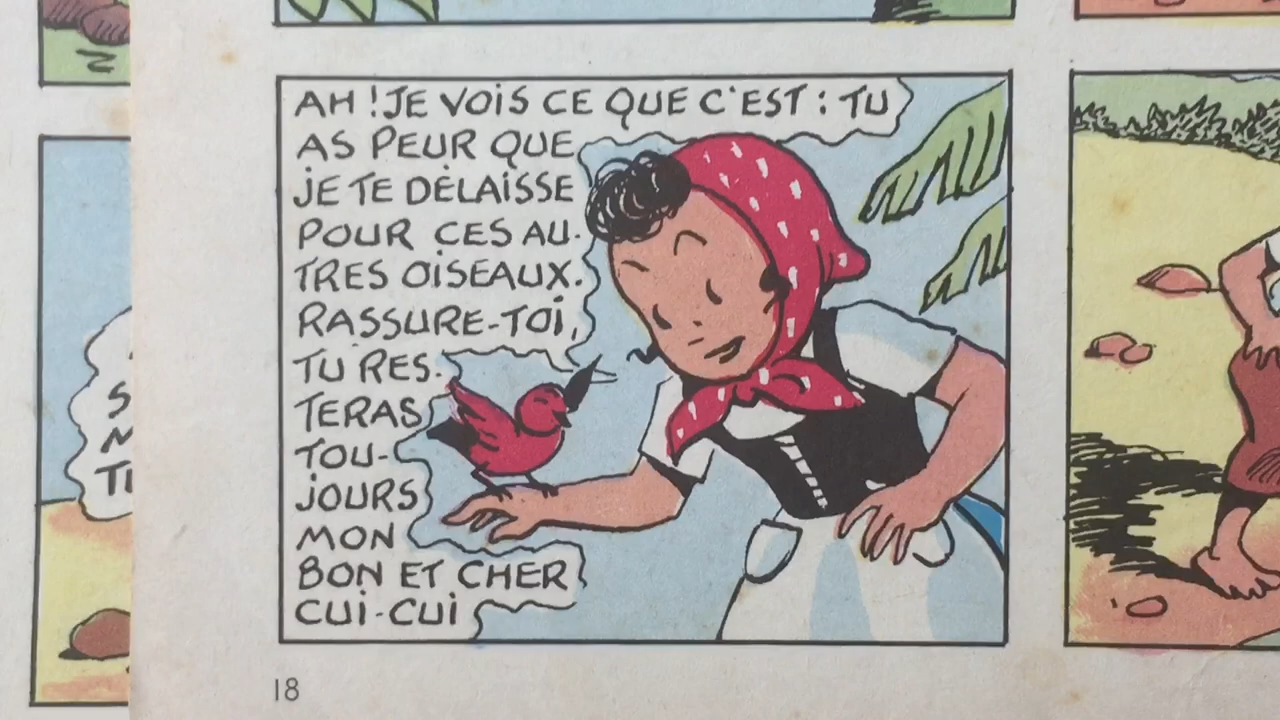 AH ! JE VOIS CE QUE C'EST : TU
AS PEUR QUE
JE TE DÉLAISSE
POUR CES AU-
TRES OISEAUX.
RASSURE-TOI,
TU RES-
TERAS
TOU-
JOURS
MON
BON ET CHER
CUI-CUI
18